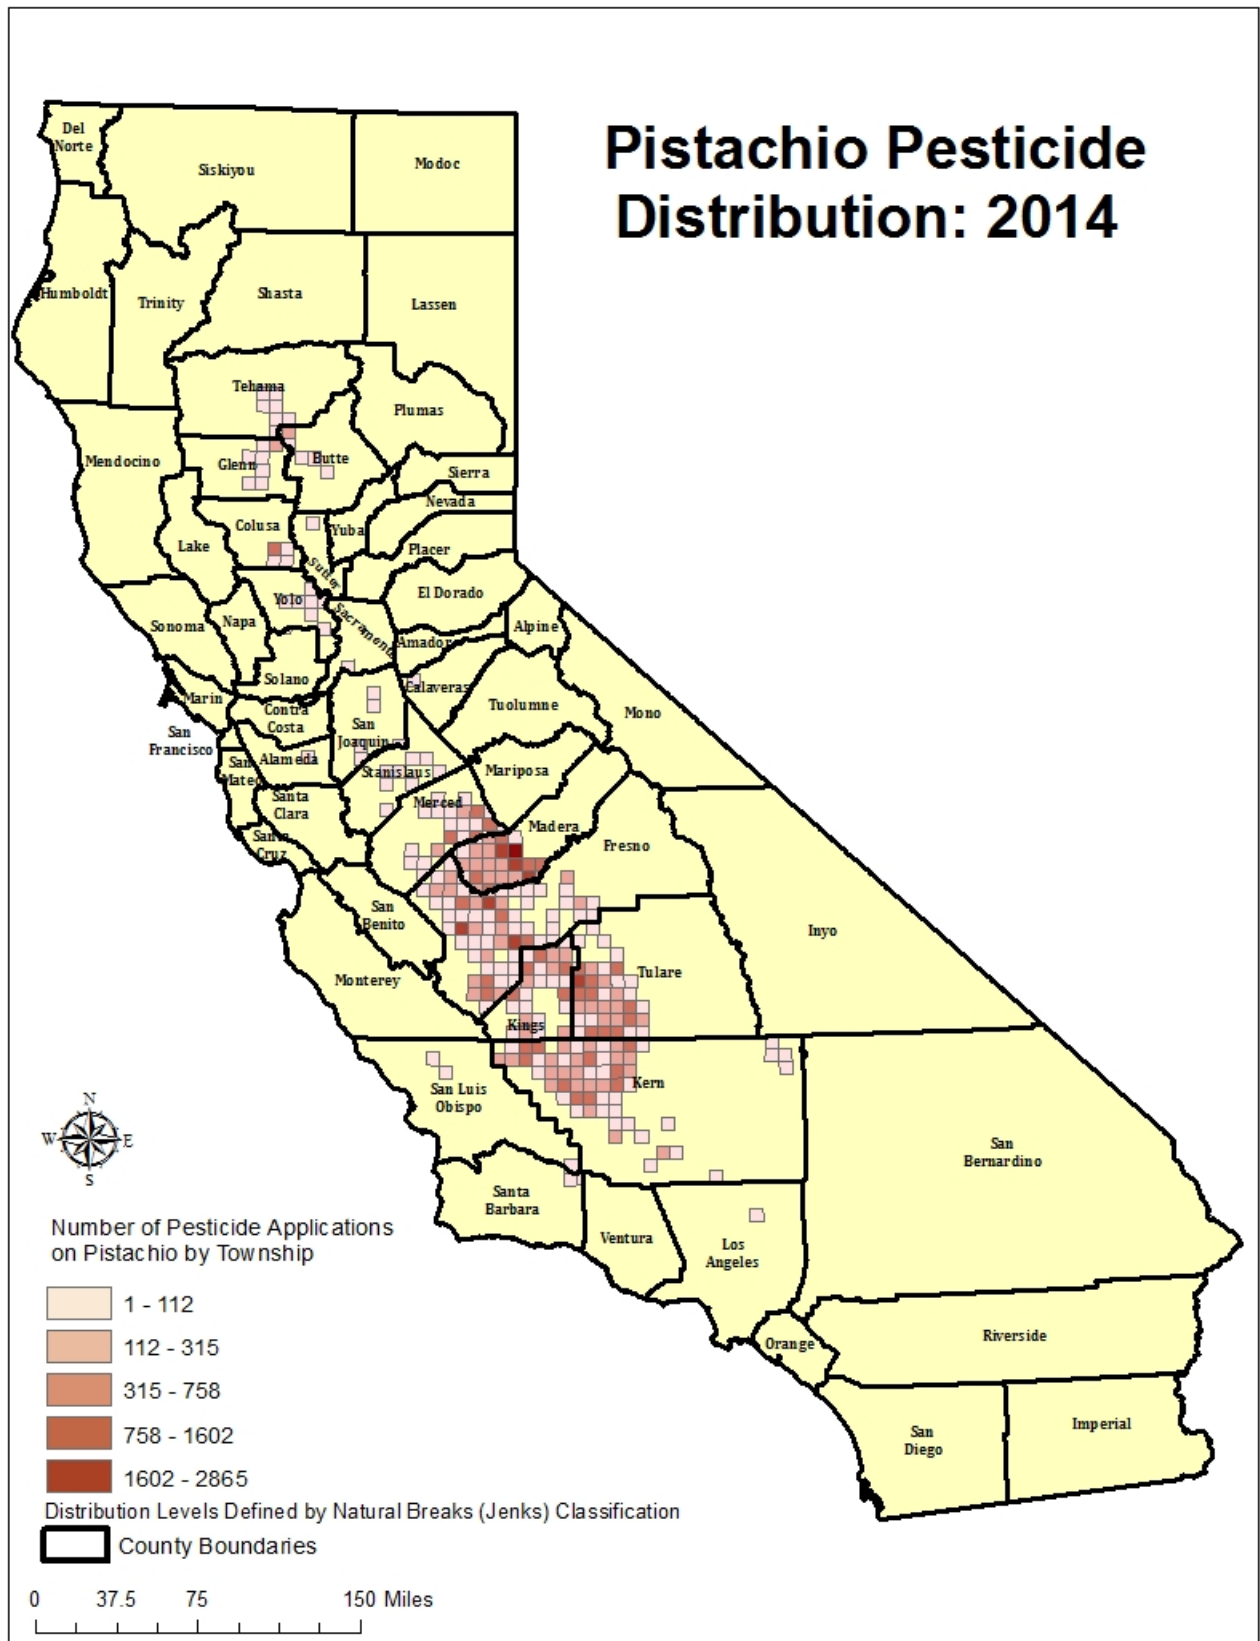 Pistachio Pesticide
Distribution: 2014
Del
Norte
Siskiyou
Modoc
Humboldt
Trinity
Shasta
Lassen
Tehama
Plumas
Mendocino
Glenn
Butte
Sierra
Nevada
Colusa
Yuba
Lake
Placer
Sutter
El Dorado
Yolo
Sonoma
Napa
Sacramento
Alpine
Amador
Solano
Calaveras
Marin
Contra
Costa
Tuolumne
Mono
San
Francisco
San
Joaquin
Alameda
Stanislaus
San
Mateo
Mariposa
Santa
Clara
Merced
Santa
Cruz
Madera
Fresno
San
Benito
Inyo
Monterey
Tulare
Kings
San Luis
Obispo
Kern
N
W
E
S
San
Bernardino
Santa
Barbara
Ventura
Los
Angeles
Orange
Riverside
San
Diego
Imperial
Number of Pesticide Applications
on Pistachio by Township
1 - 112
112 - 315
315 - 758
758 - 1602
1602 - 2865
Distribution Levels Defined by Natural Breaks (Jenks) Classification
County Boundaries
0 37.5 75 150 Miles